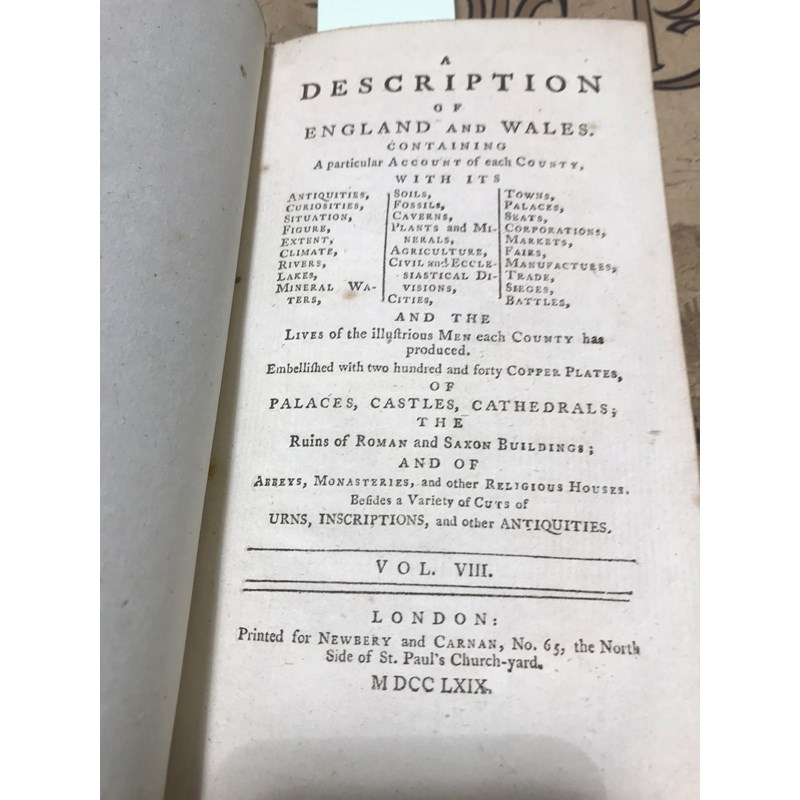 A
DESCRIPTION
OF
ENGLAND AND WALES.
CONTAINING
A particular ACCOUNT of each COUNTY,
WITH ITS
ANTIQUITIES,
CURIOSITIES,
SITUATION,
FIGURE,
EXTENT,
CLIMATE,
RIVERS,
LAKES,
MINERAL WA-
TERS,
SOILS,
FOSSILS,
CAVERNS,
PLANTS and MI-
NERALS,
AGRICULTURE,
CIVIL and ECCLE-
SIASTICAL DI-
VISIONS,
CITIES,
TOWNS,
PALACES,
SEATS,
CORPORATIONS,
MARKETS,
FAIRS,
MANUFACTURES,
TRADE,
SIEGES,
BATTLES,
AND THE
LIVES of the illuſtrious MEN each COUNTY has
produced.
Embelliſhed with two hundred and forty COPPER PLATES,
OF
PALACES, CASTLES, CATHEDRALS;
THE
Ruins of ROMAN and SAXON BUILDINGS;
AND OF
ABBEYS, MONASTERIES, and other RELIGIOUS HOUSES.
Beſides a Variety of CUTS of
URNS, INSCRIPTIONS, and other ANTIQUITIES.
VOL. VIII.
LONDON:
Printed for NEWBERY and CARNAN, No. 65, the North
Side of St. Paul's Church-yard.
MDCCLXIX.